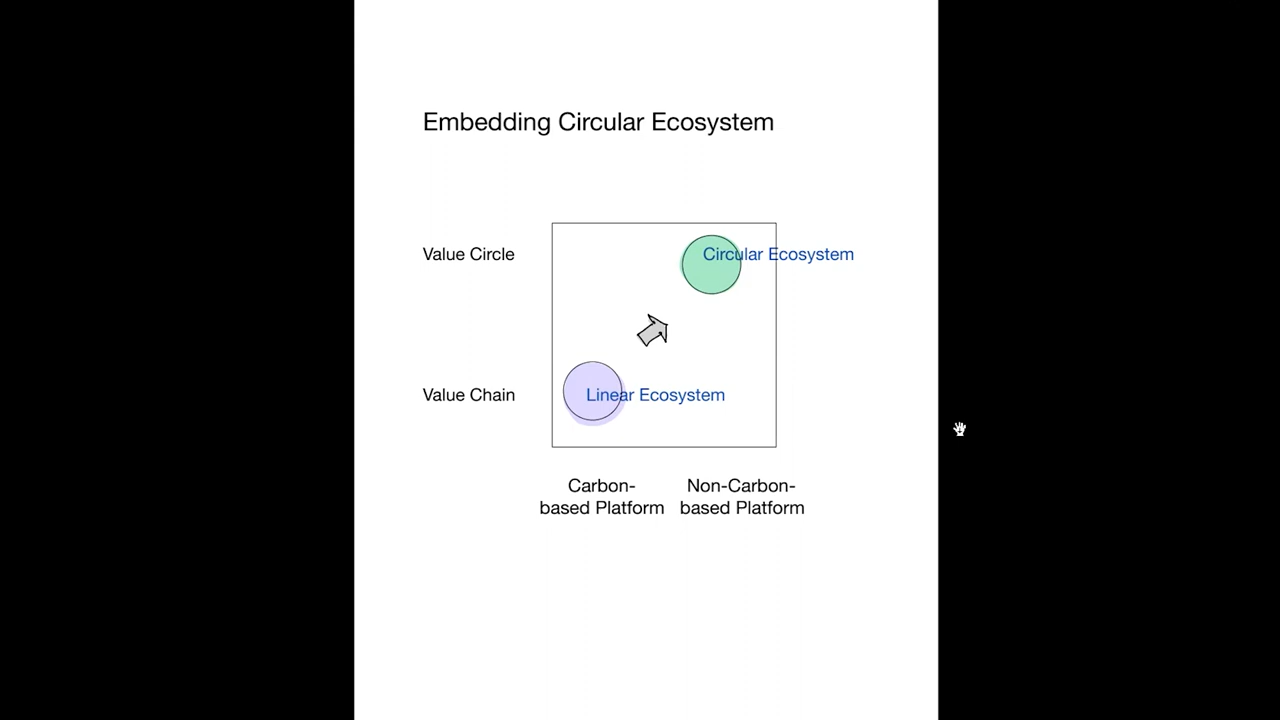 Embedding Circular Ecosystem
Value Circle
Circular Ecosystem
Value Chain
Linear Ecosystem
Carbon-
based Platform
Non-Carbon-
based Platform